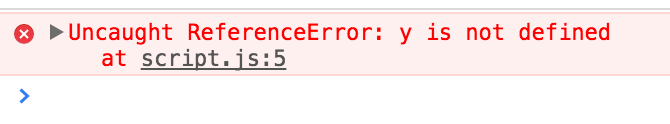 Uncaught ReferenceError: y is not defined
at script.js:5